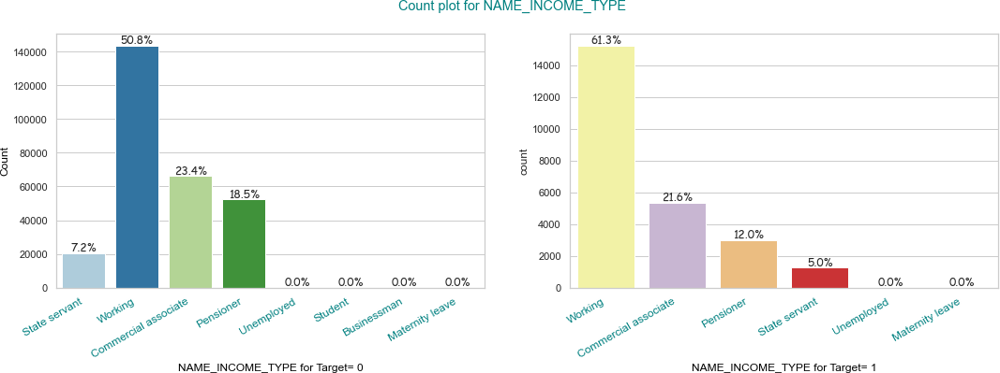 Count plot for NAME_INCOME_TYPE
Count
140000
120000
100000
80000
60000
40000
20000
0
7.2%
50.8%
23.4%
18.5%
0.0%
0.0%
0.0%
0.0%
State servant
Working
Commercial associate
Pensioner
Unemployed
Student
Businessman
Maternity leave
NAME_INCOME_TYPE for Target= 0
count
14000
12000
10000
8000
6000
4000
2000
0
61.3%
21.6%
12.0%
5.0%
0.0%
0.0%
Working
Commercial associate
Pensioner
State servant
Unemployed
Maternity leave
NAME_INCOME_TYPE for Target= 1